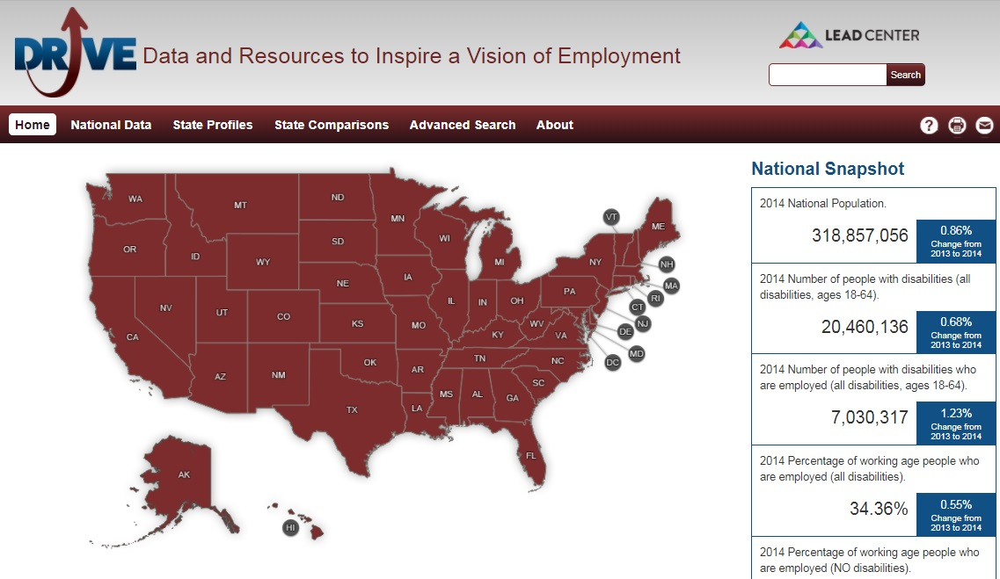 DRIVE Data and Resources to Inspire a Vision of Employment
LEAD CENTER
Search
Home National Data State Profiles State Comparisons Advanced Search About
?
National Snapshot
2014 National Population.
318,857,056
0.86%
Change from
2013 to 2014
2014 Number of people with disabilities (all
disabilities, ages 18-64).
20,460,136
0.68%
Change from
2013 to 2014
2014 Number of people with disabilities who
are employed (all disabilities, ages 18-64).
7,030,317
1.23%
Change from
2013 to 2014
2014 Percentage of working age people who
are employed (all disabilities).
34.36%
0.55%
Change from
2013 to 2014
2014 Percentage of working age people who
are employed (NO disabilities).
WA
MT
ND
MN
VT
ME
OR
ID
WY
SD
WI
MI
NY
NH
MA
RI
CT
NJ
DE
MD
DC
NV
UT
CO
NE
IA
IL
IN
OH
PA
CA
KS
MO
KY
WV
VA
AZ
NM
OK
AR
TN
NC
SC
TX
LA
MS
AL
GA
FL
AK
HI